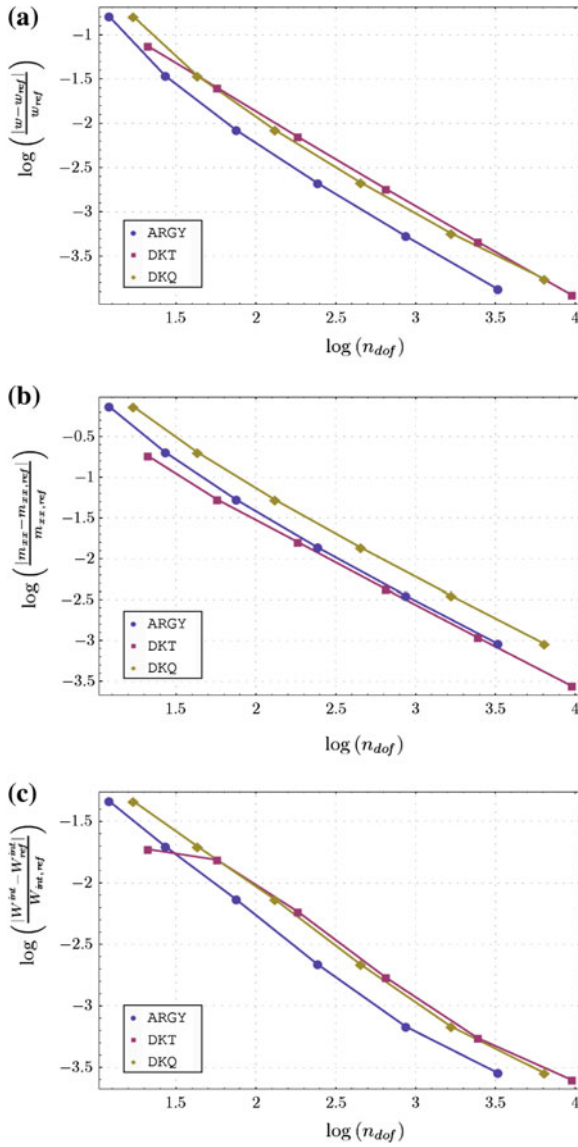 (a)
log ( |w−w_ref| / w_ref )
−1
−1.5
−2
−2.5
−3
−3.5
ARGY
DKT
DKQ
1.5 2 2.5 3 3.5 4
log (n_dof)
(b)
log ( |m_xx−m_xx,ref| / m_xx,ref )
−0.5
−1
−1.5
−2
−2.5
−3
−3.5
ARGY
DKT
DKQ
1.5 2 2.5 3 3.5 4
log (n_dof)
(c)
log ( |W^int−W^int_ref| / W_int,ref )
−1.5
−2
−2.5
−3
−3.5
ARGY
DKT
DKQ
1.5 2 2.5 3 3.5 4
log (n_dof)